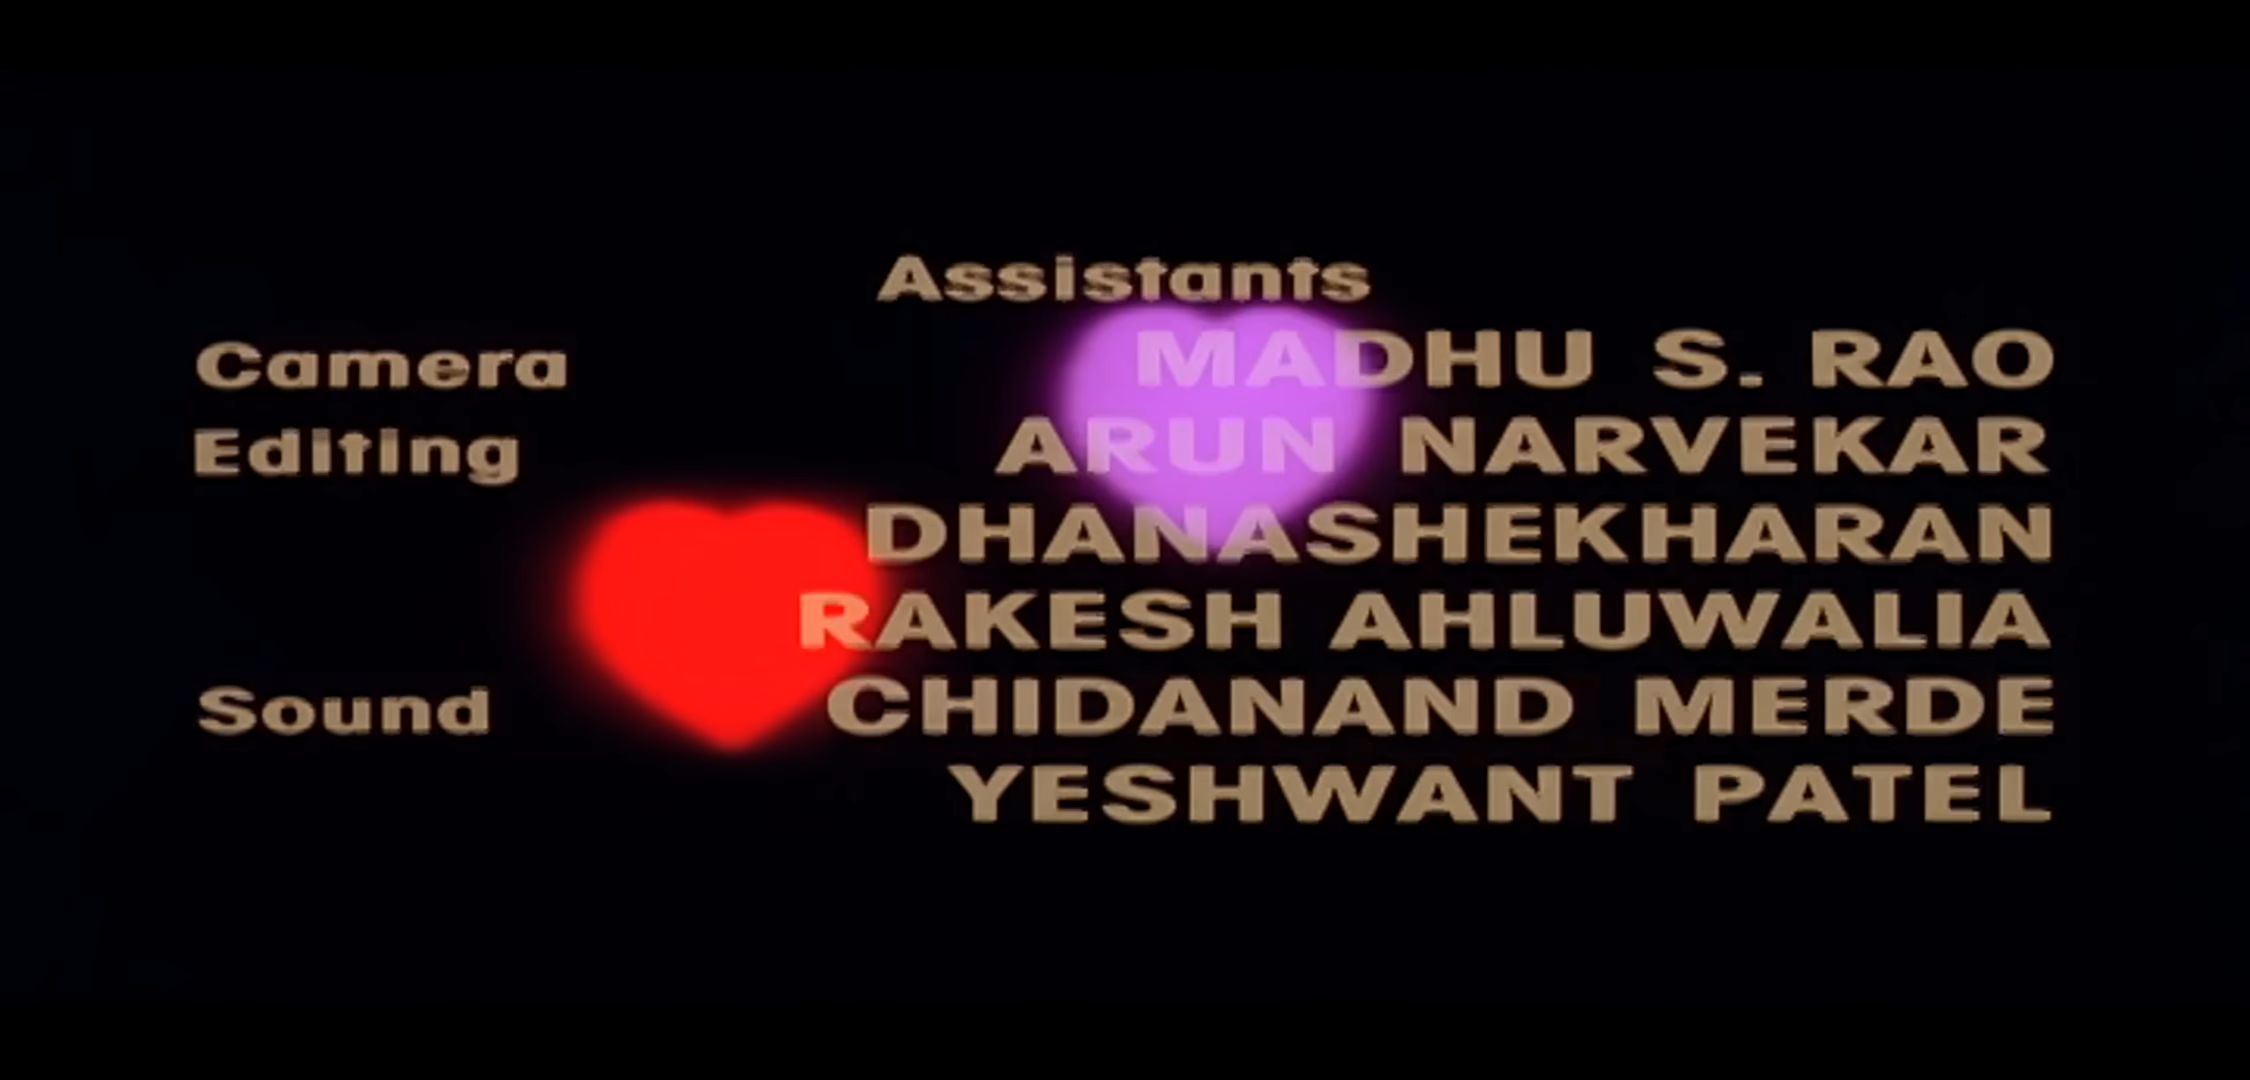 Assistants
Camera MADHU S. RAO
Editing ARUN NARVEKAR
DHANASHEKHARAN
RAKESH AHLUWALIA
Sound CHIDANAND MERDE
YESHWANT PATEL